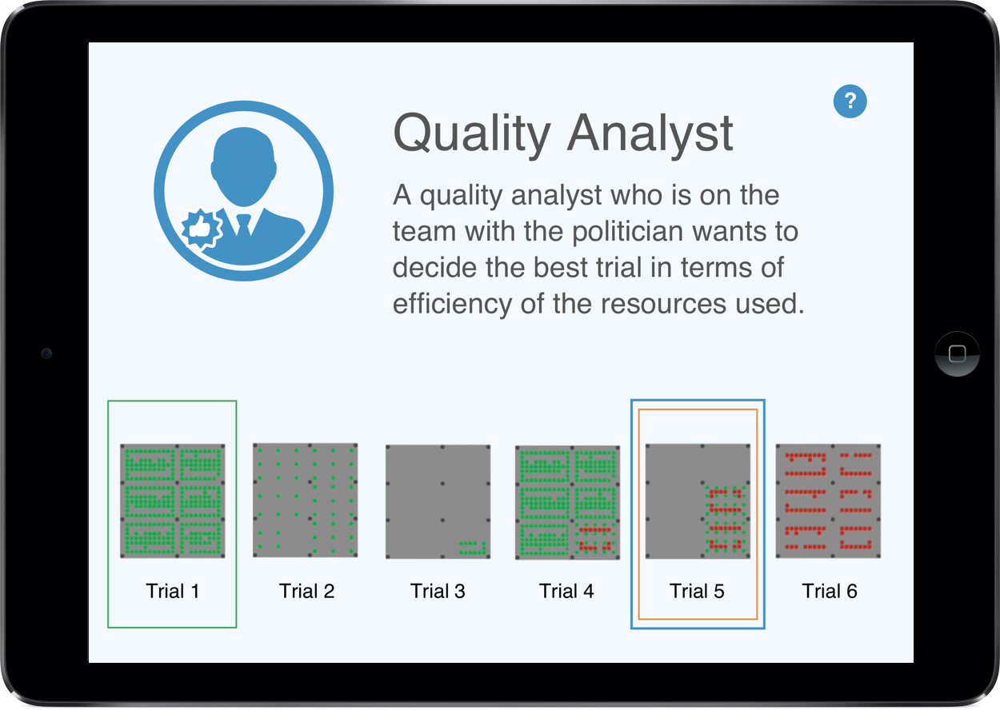 ?
Quality Analyst
A quality analyst who is on the
team with the politician wants to
decide the best trial in terms of
efficiency of the resources used.
Trial 1
Trial 2
Trial 3
Trial 4
Trial 5
Trial 6